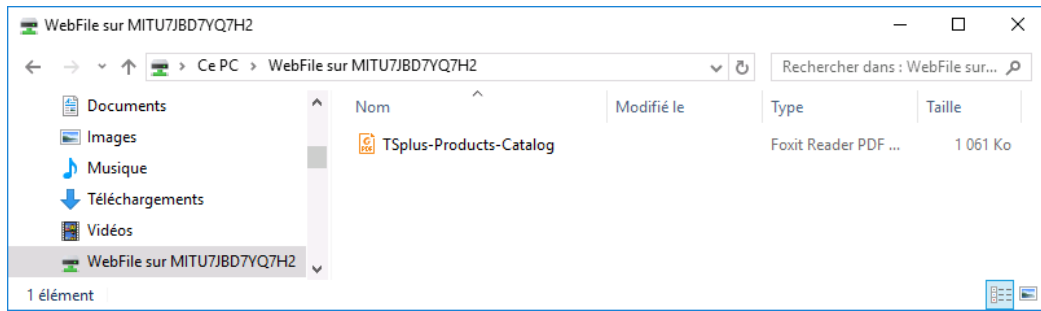 WebFile sur MITU7JBD7YQ7H2
Ce PC > WebFile sur MITU7JBD7YQ7H2
Rechercher dans : WebFile sur...
Nom Modifié le Type Taille
Documents
Images
Musique
Téléchargements
Vidéos
WebFile sur MITU7JBD7YQ7H2
TSplus-Products-Catalog Foxit Reader PDF ... 1 061 Ko
1 élément